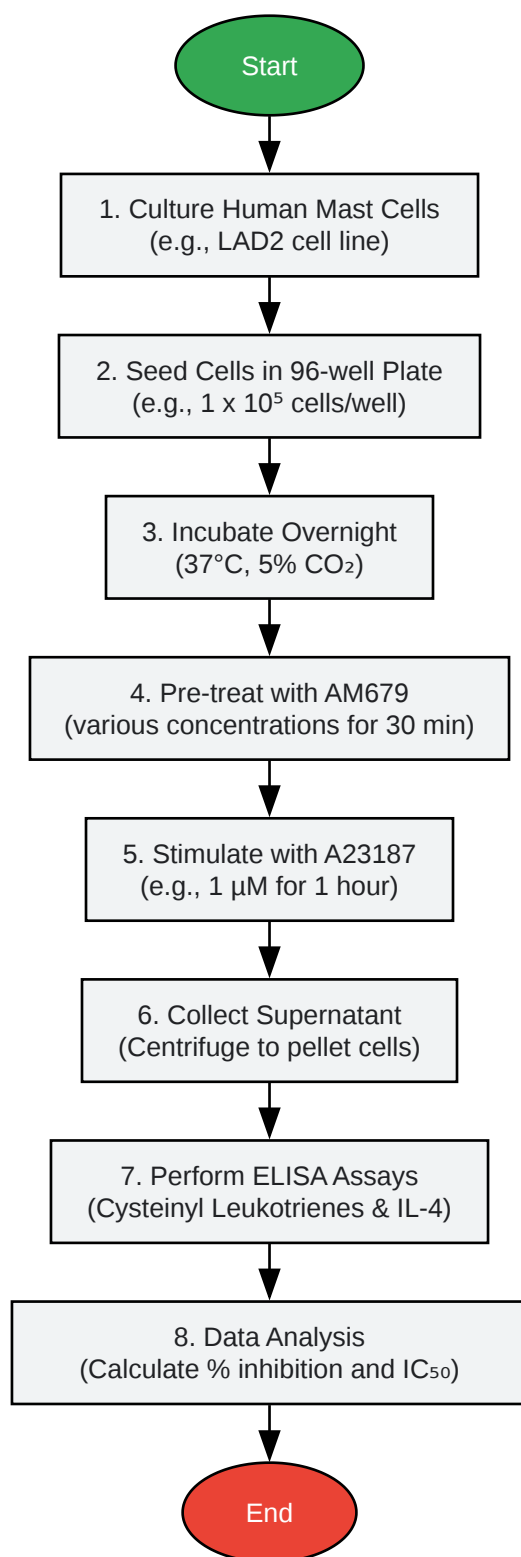 Start
1. Culture Human Mast Cells
(e.g., LAD2 cell line)
2. Seed Cells in 96-well Plate
(e.g., 1 x 10⁵ cells/well)
3. Incubate Overnight
(37°C, 5% CO₂)
4. Pre-treat with AM679
(various concentrations for 30 min)
5. Stimulate with A23187
(e.g., 1 µM for 1 hour)
6. Collect Supernatant
(Centrifuge to pellet cells)
7. Perform ELISA Assays
(Cysteinyl Leukotrienes & IL-4)
8. Data Analysis
(Calculate % inhibition and IC₅₀)
End